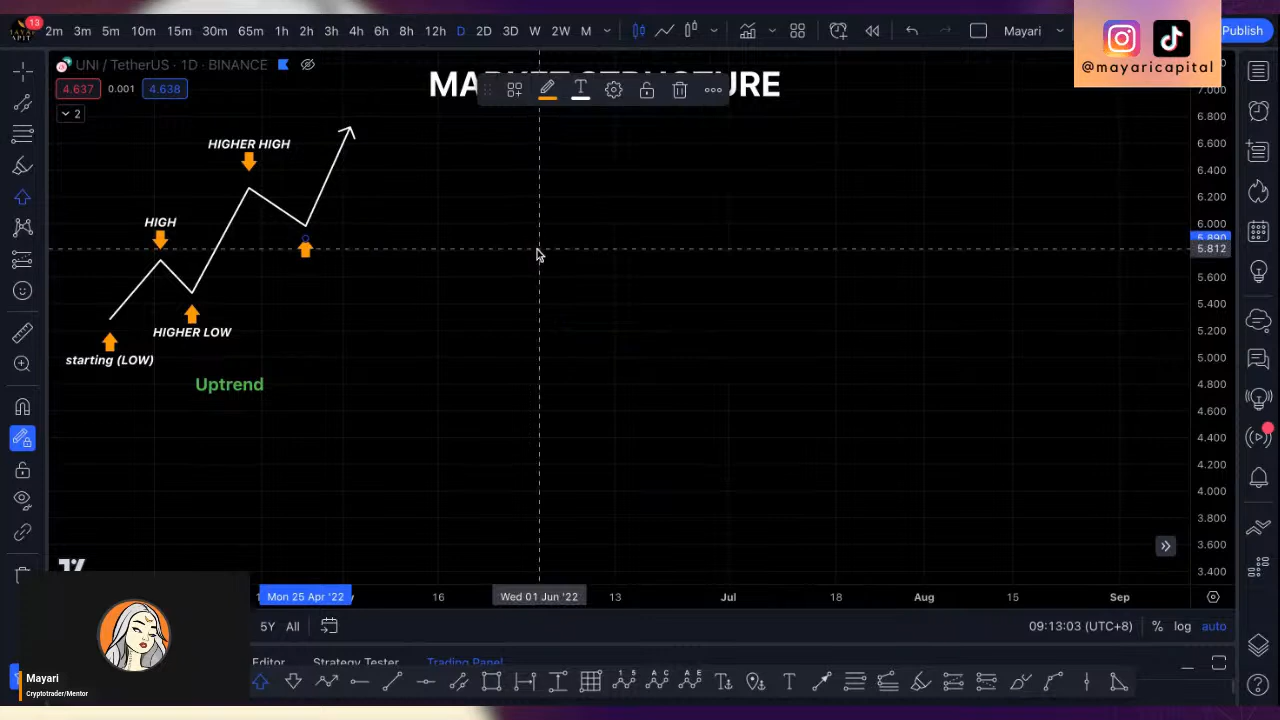 13
2m 3m 5m 10m 15m 30m 65m 1h 2h 3h 4h 6h 8h 12h D 2D 3D W 2W M
Mayari
Publish
@mayaricapital
UNI / TetherUS · 1D · BINANCE
4.637 0.001 4.638
2
T
HIGHER HIGH
HIGH
HIGHER LOW
starting (LOW)
Uptrend
7.000
6.800
6.600
6.400
6.200
6.000
5.890
5.812
5.600
5.400
5.200
5.000
4.800
4.600
4.400
4.200
4.000
3.800
3.600
3.400
Mon 25 Apr '22
16
Wed 01 Jun '22
13
Jul
18
Aug
15
Sep
5Y All
09:13:03 (UTC+8)
% log auto
Editor
Strategy Tester
Trading Panel
Mayari
Cryptotrader/Mentor